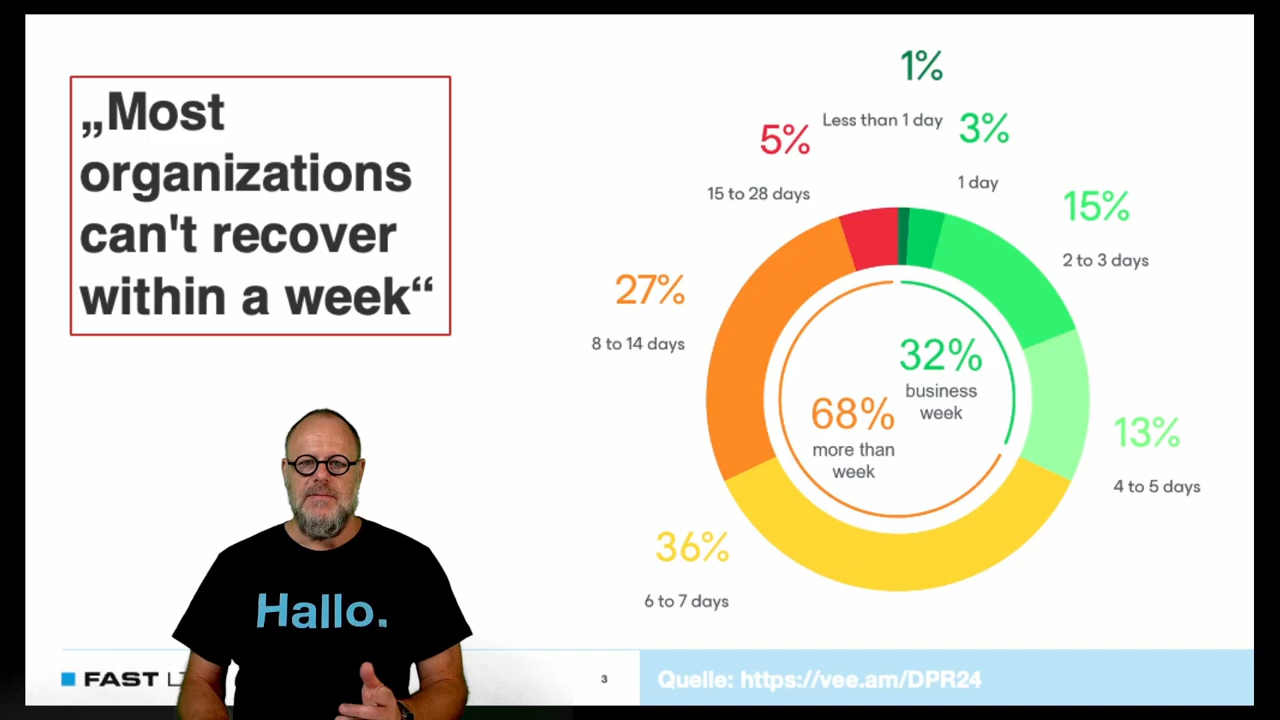 „Most
organizations
can't recover
within a week“
1%
Less than 1 day
3%
1 day
5%
15 to 28 days
15%
2 to 3 days
27%
8 to 14 days
32%
business
week
68%
more than
week
13%
4 to 5 days
36%
6 to 7 days
Hallo.
FAST
3
Quelle: https://vee.am/DPR24